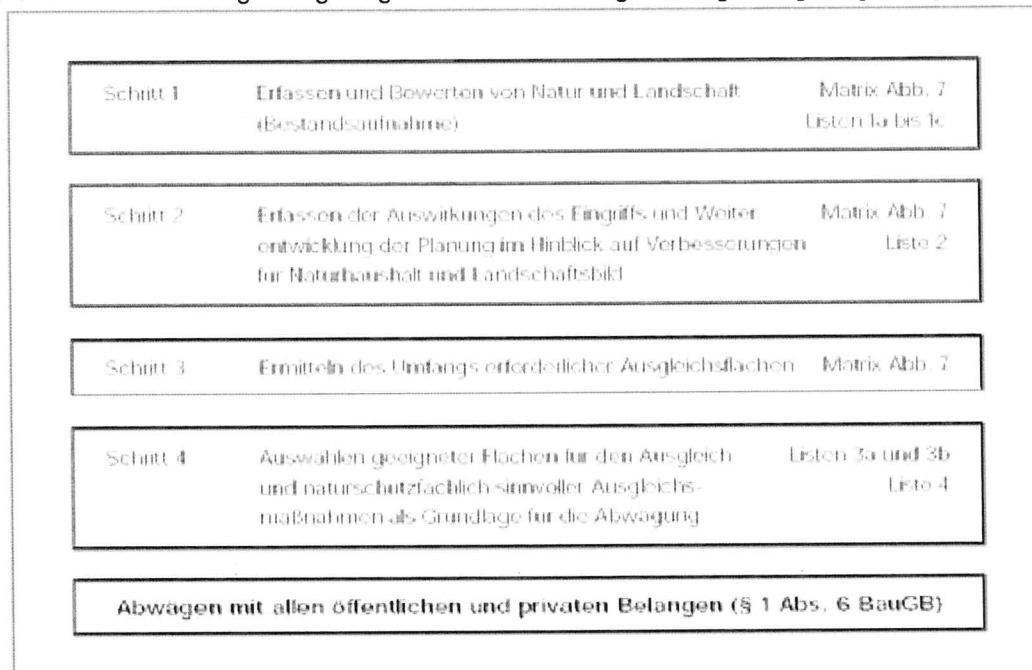 Schritt 1 Erfassen und Bewerten von Natur und Landschaft Matrix Abb. 7
(Bestandsaufnahme) Listen 1a bis 1c
Schritt 2 Erfassen der Auswirkungen des Eingriffs und Weiter Matrix Abb. 7
entwicklung der Planung im Hinblick auf Verbesserungen Liste 2
für Naturhaushalt und Landschaftsbild
Schritt 3 Ermitteln des Umfangs erforderlicher Ausgleichsflächen Matrix Abb. 7
Schritt 4 Auswählen geeigneter Flächen für den Ausgleich Listen 3a und 3b
und naturschutzfachlich sinnvoller Ausgleichs- Liste 4
maßnahmen als Grundlage für die Abwägung
Abwägen mit allen öffentlichen und privaten Belangen (§ 1 Abs. 6 BauGB)